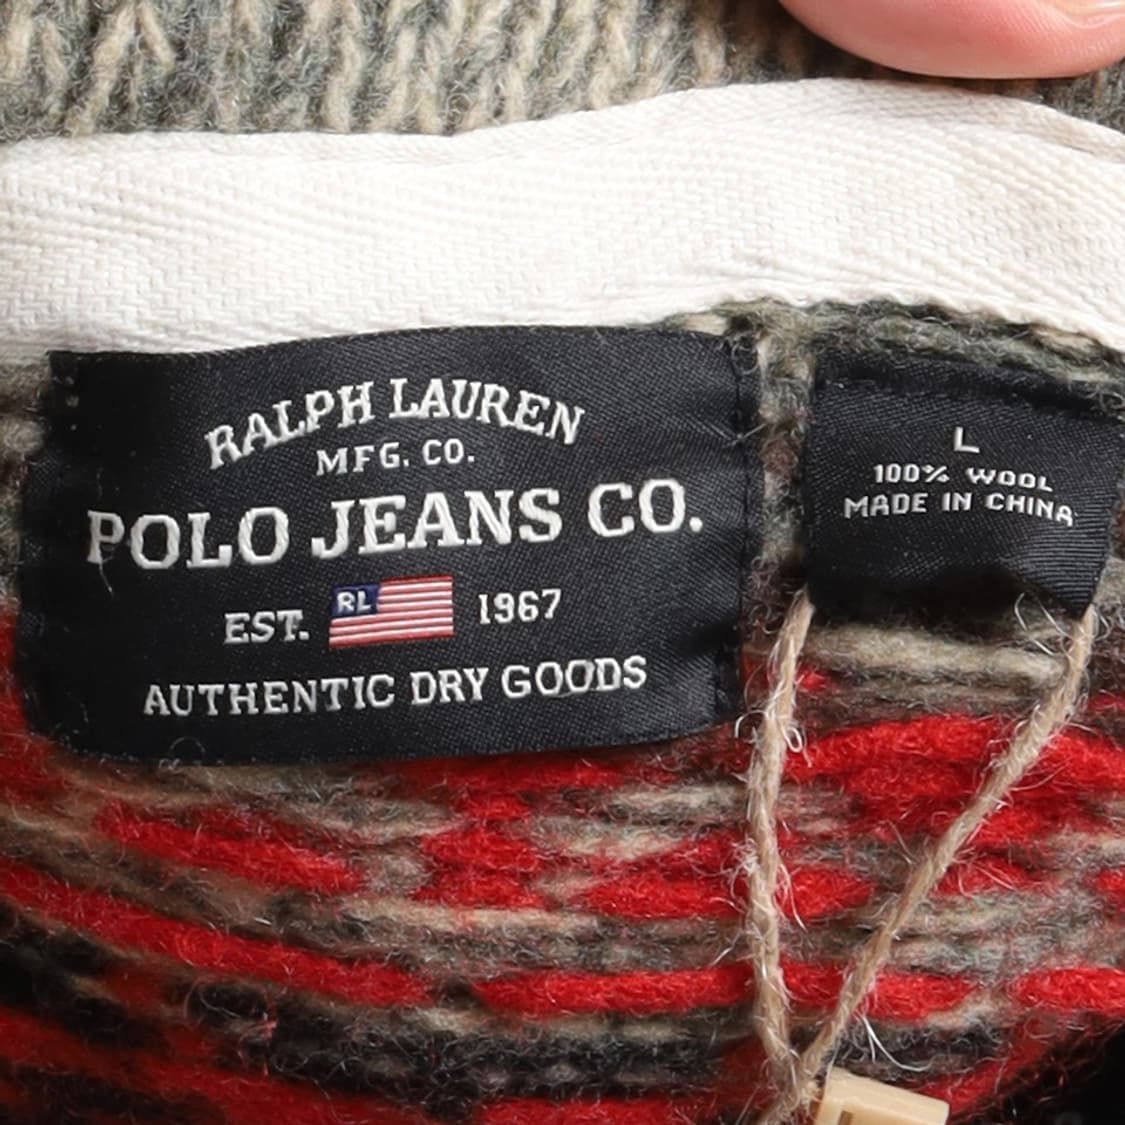 RALPH LAUREN
MFG. CO.
POLO JEANS CO.
EST. RL 1967
AUTHENTIC DRY GOODS
L
100% WOOL
MADE IN CHINA